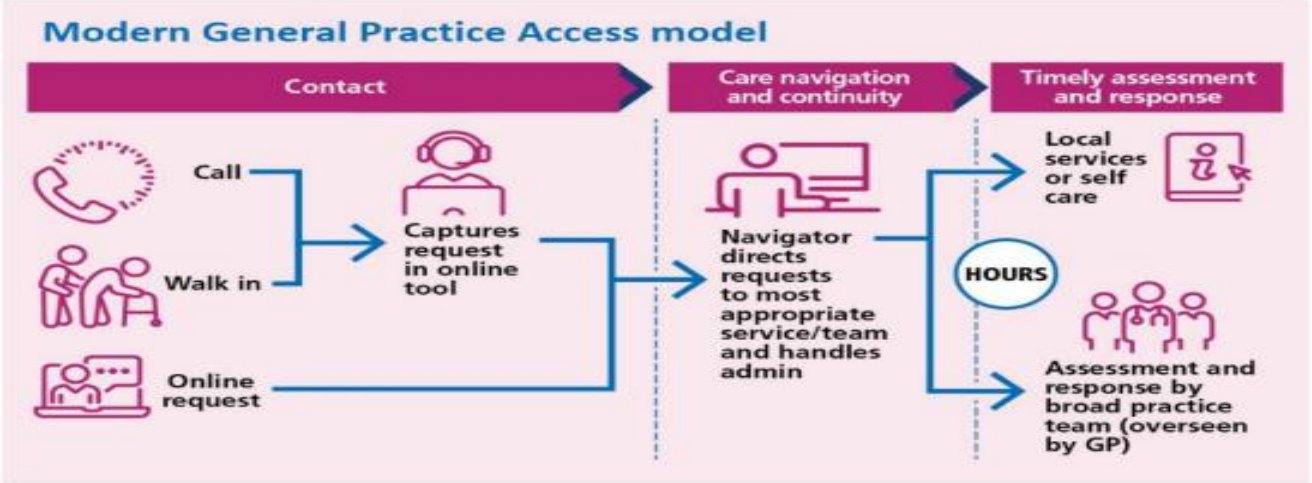 Modern General Practice Access model
Contact
Care navigation
and continuity
Timely assessment
and response
Call
Walk in
Online
request
Captures
request
in online
tool
Navigator
directs
requests
to most
appropriate
service/team
and handles
admin
Local
services
or self
care
HOURS
Assessment and
response by
broad practice
team (overseen
by GP)